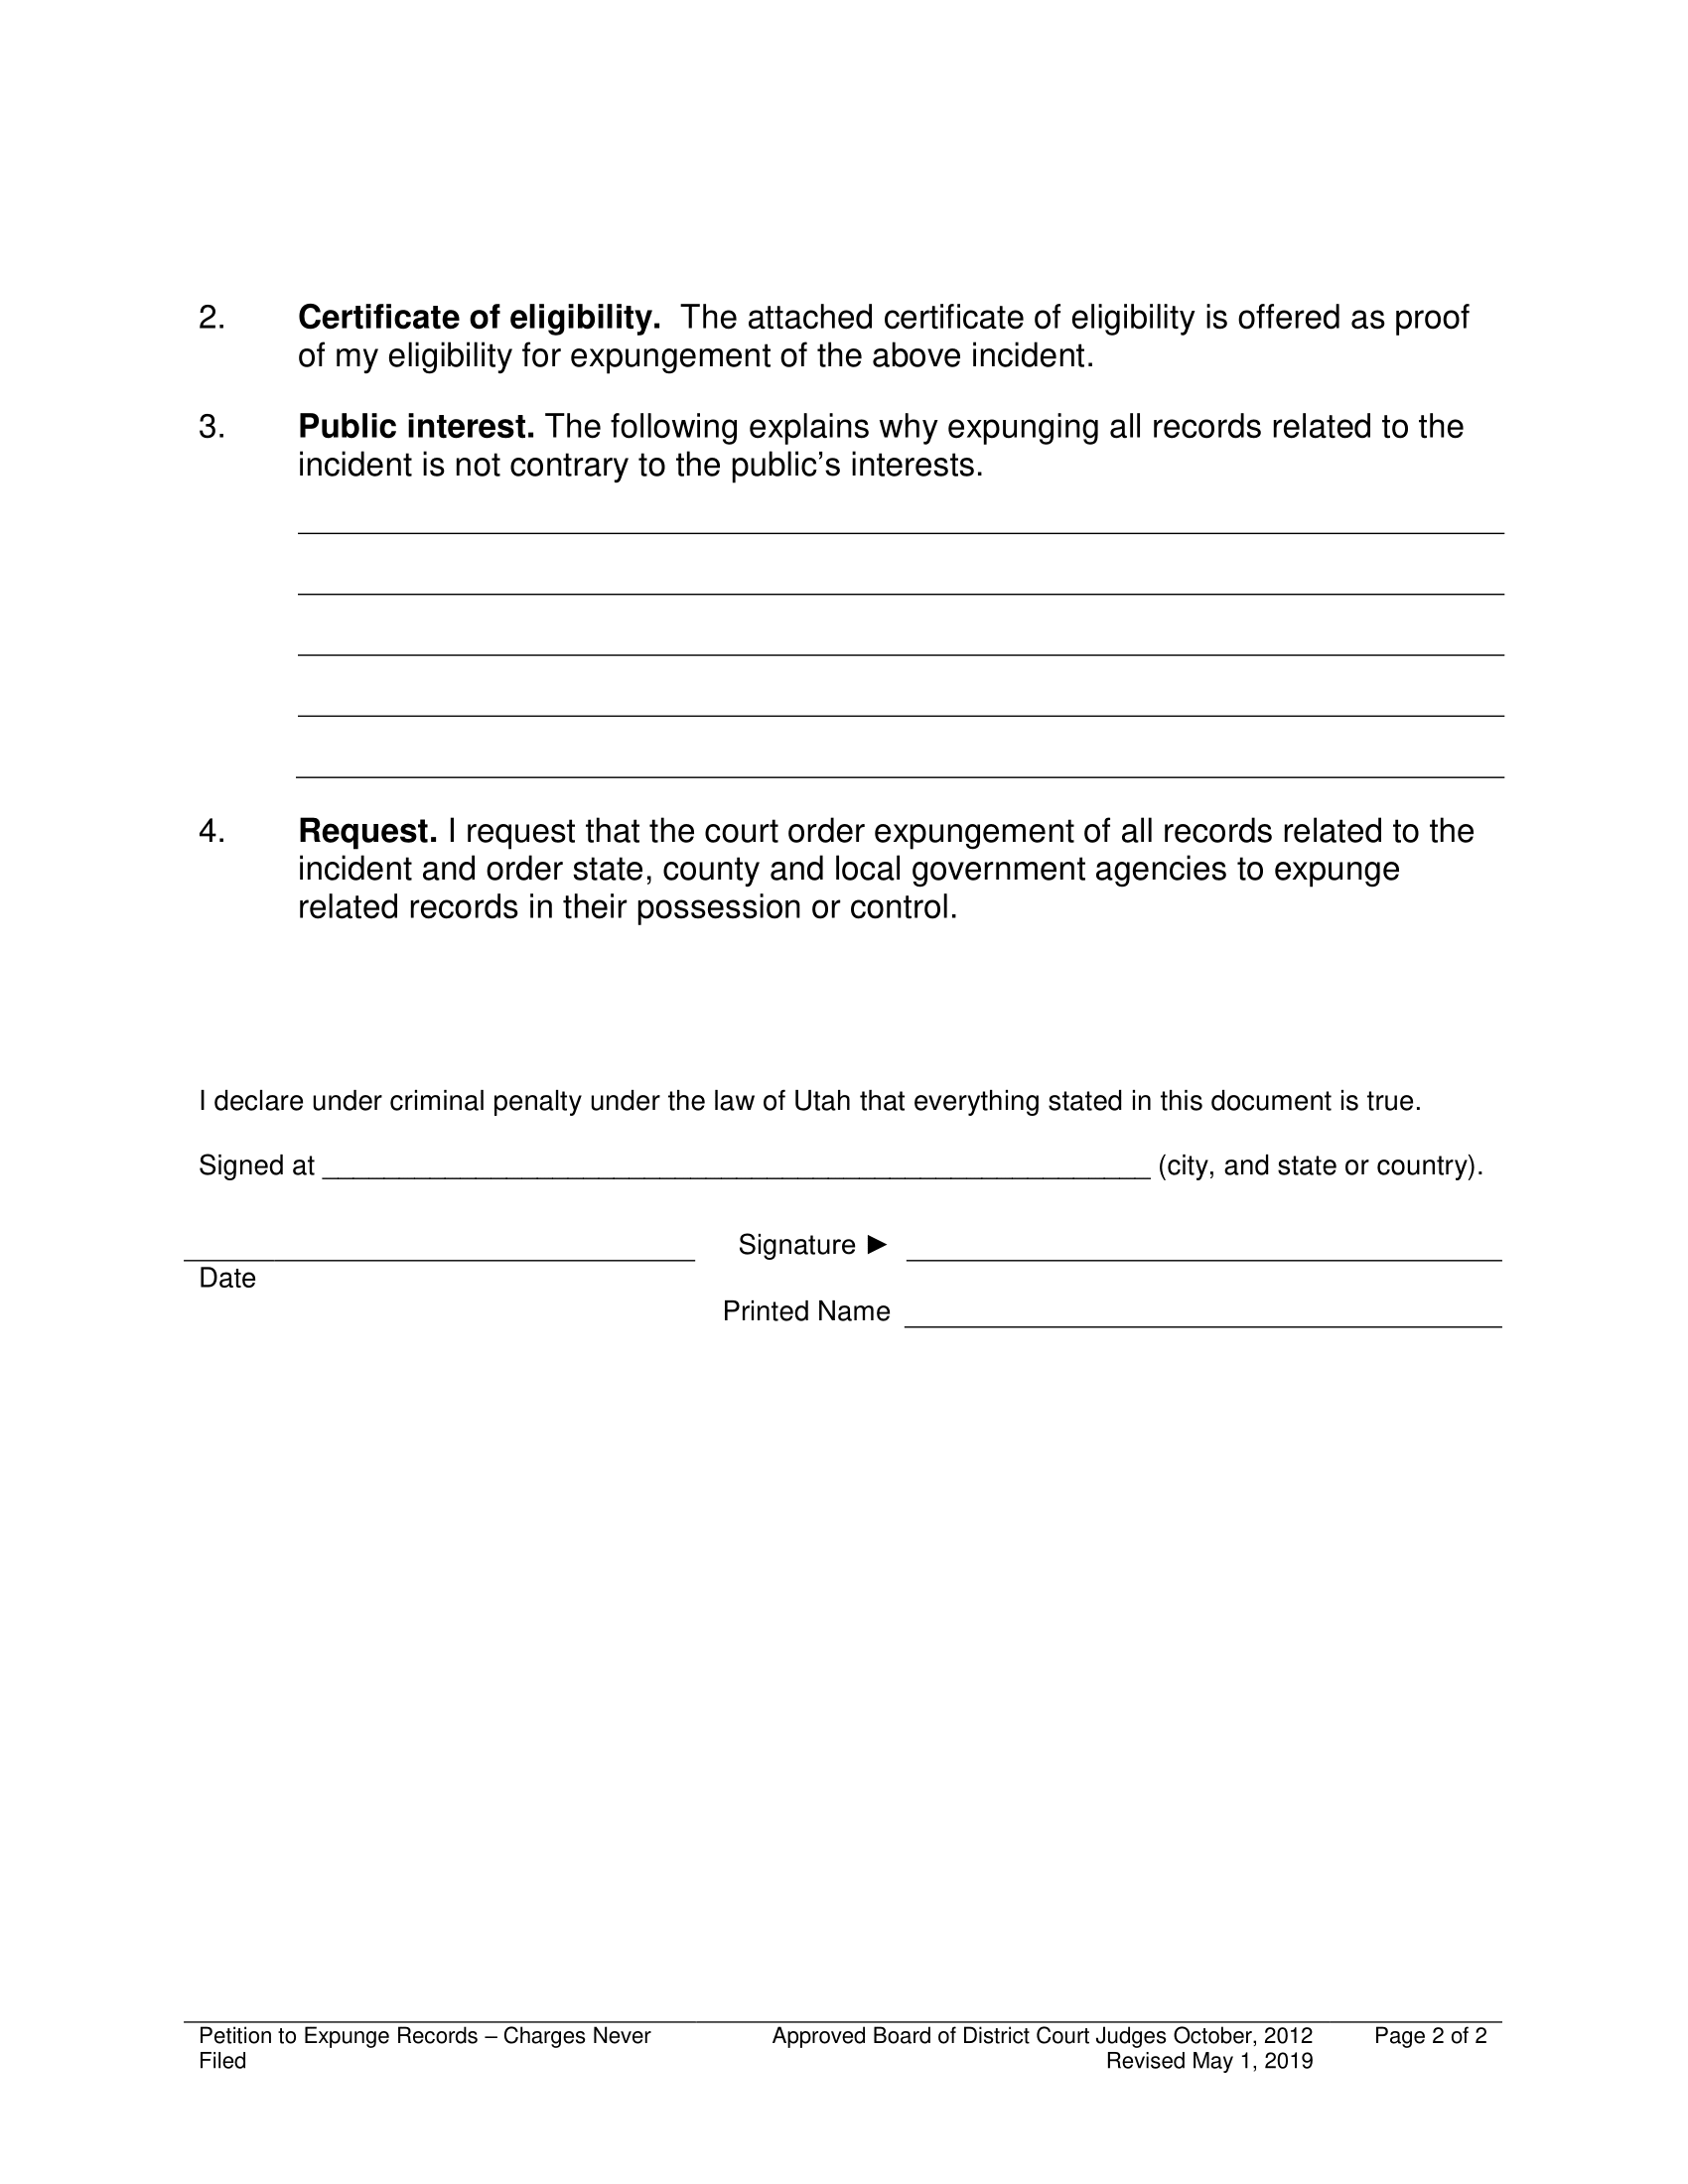 2. Certificate of eligibility. The attached certificate of eligibility is offered as proof
of my eligibility for expungement of the above incident.
3. Public interest. The following explains why expunging all records related to the
incident is not contrary to the public’s interests.
4. Request. I request that the court order expungement of all records related to the
incident and order state, county and local government agencies to expunge
related records in their possession or control.
I declare under criminal penalty under the law of Utah that everything stated in this document is true.
Signed at ______________________________________________________ (city, and state or country).
Signature ►
Date
Printed Name
Petition to Expunge Records – Charges Never Approved Board of District Court Judges October, 2012 Page 2 of 2
Filed Revised May 1, 2019